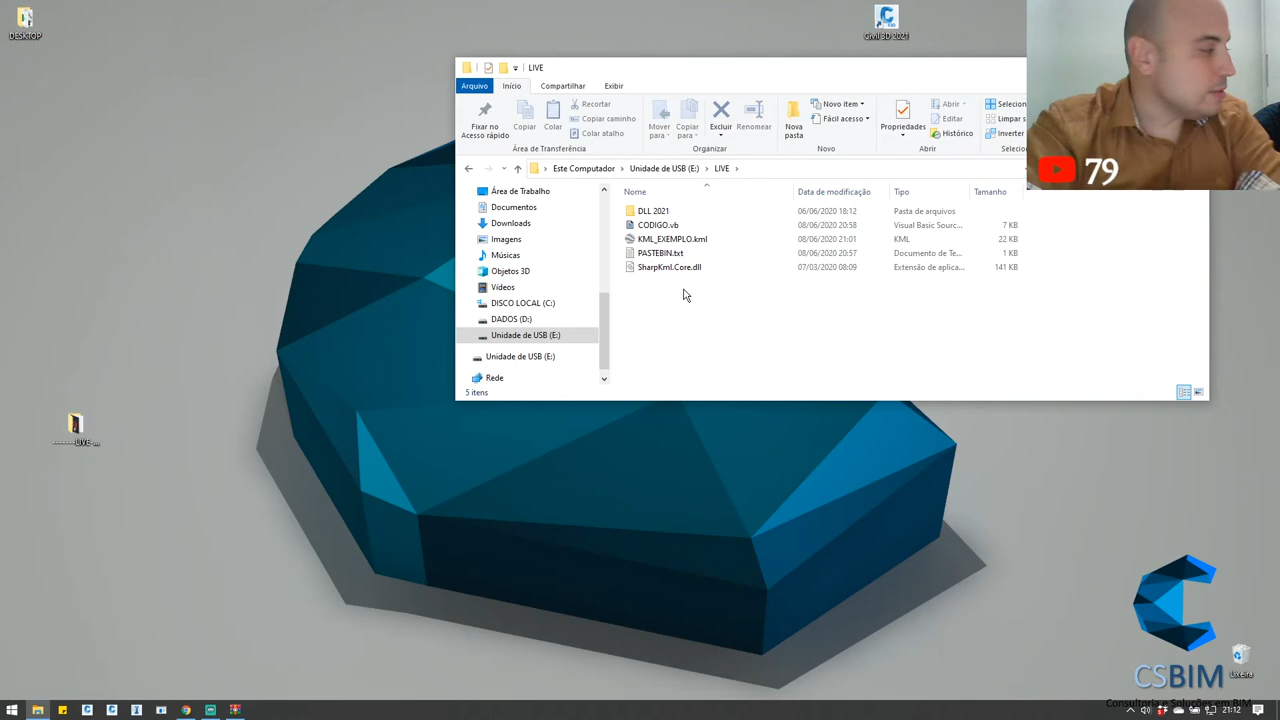 DESKTOP
Civil 3D 2021
LIVE
Arquivo Início Compartilhar Exibir
Fixar no Acesso rápido
Copiar
Colar
Recortar
Copiar caminho
Colar atalho
Área de Transferência
Mover para
Copiar para
Excluir
Renomear
Organizar
Nova pasta
Novo item
Fácil acesso
Novo
Propriedades
Abrir
Editar
Histórico
Abrir
Selecion
Limpar s
Inverter
Selecio
Este Computador > Unidade de USB (E:) > LIVE >
Nome Data de modificação Tipo Tamanho
DLL 2021 06/06/2020 18:12 Pasta de arquivos
CODIGO.vb 08/06/2020 20:58 Visual Basic Sourc... 7 KB
KML_EXEMPLO.kml 08/06/2020 21:01 KML 22 KB
PASTEBIN.txt 08/06/2020 20:57 Documento de Te... 1 KB
SharpKml.Core.dll 07/03/2020 08:09 Extensão de aplica... 141 KB
Área de Trabalho
Documentos
Downloads
Imagens
Músicas
Objetos 3D
Vídeos
DISCO LOCAL (C:)
DADOS (D:)
Unidade de USB (E:)
Unidade de USB (E:)
Rede
5 itens
79
-------LIVE -...
CSBIM
Consultoria e Soluções em BIM
Lixeira
21:12